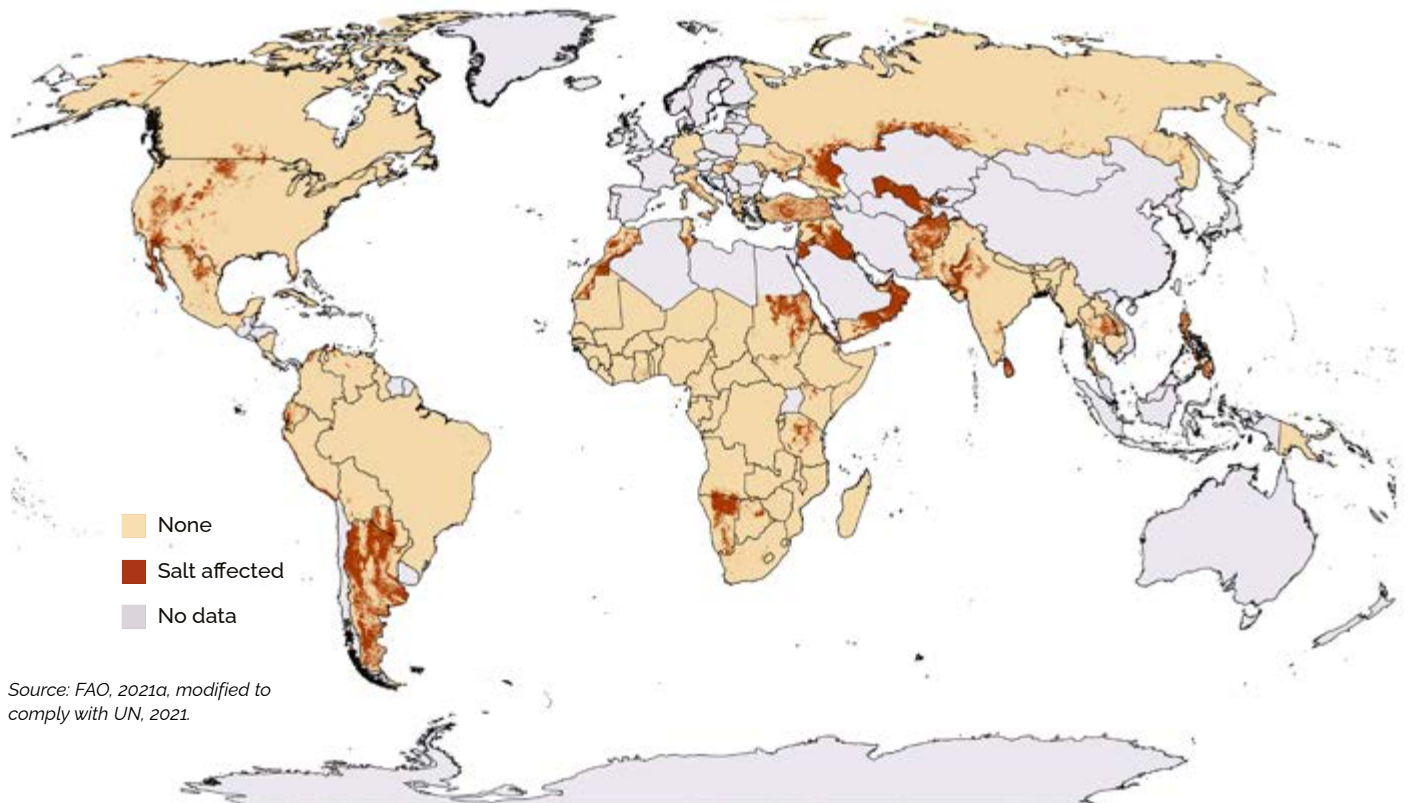 None
Salt affected
No data
Source: FAO, 2021a, modified to
comply with UN, 2021.